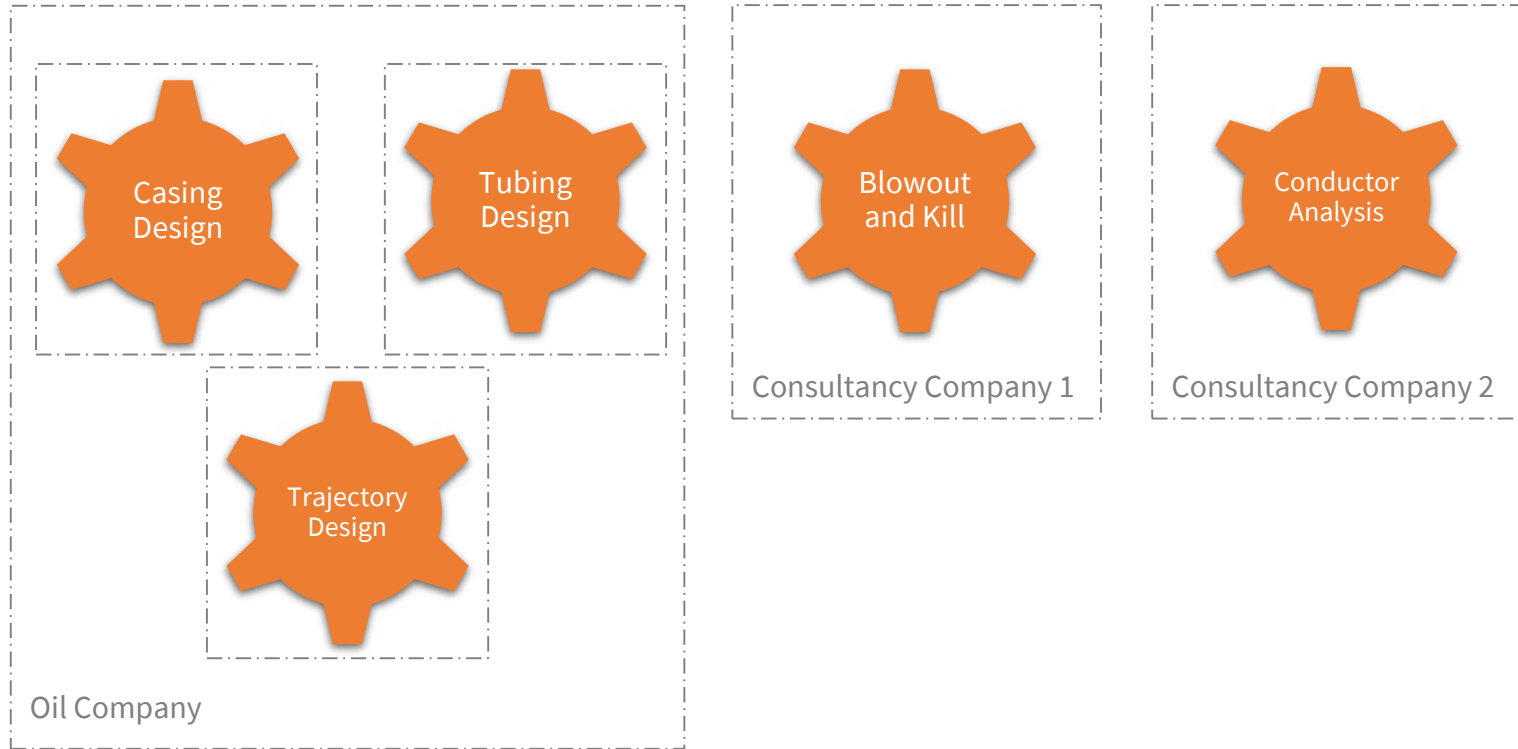 Casing
Design
Tubing
Design
Trajectory
Design
Oil Company
Blowout
and Kill
Consultancy Company 1
Conductor
Analysis
Consultancy Company 2